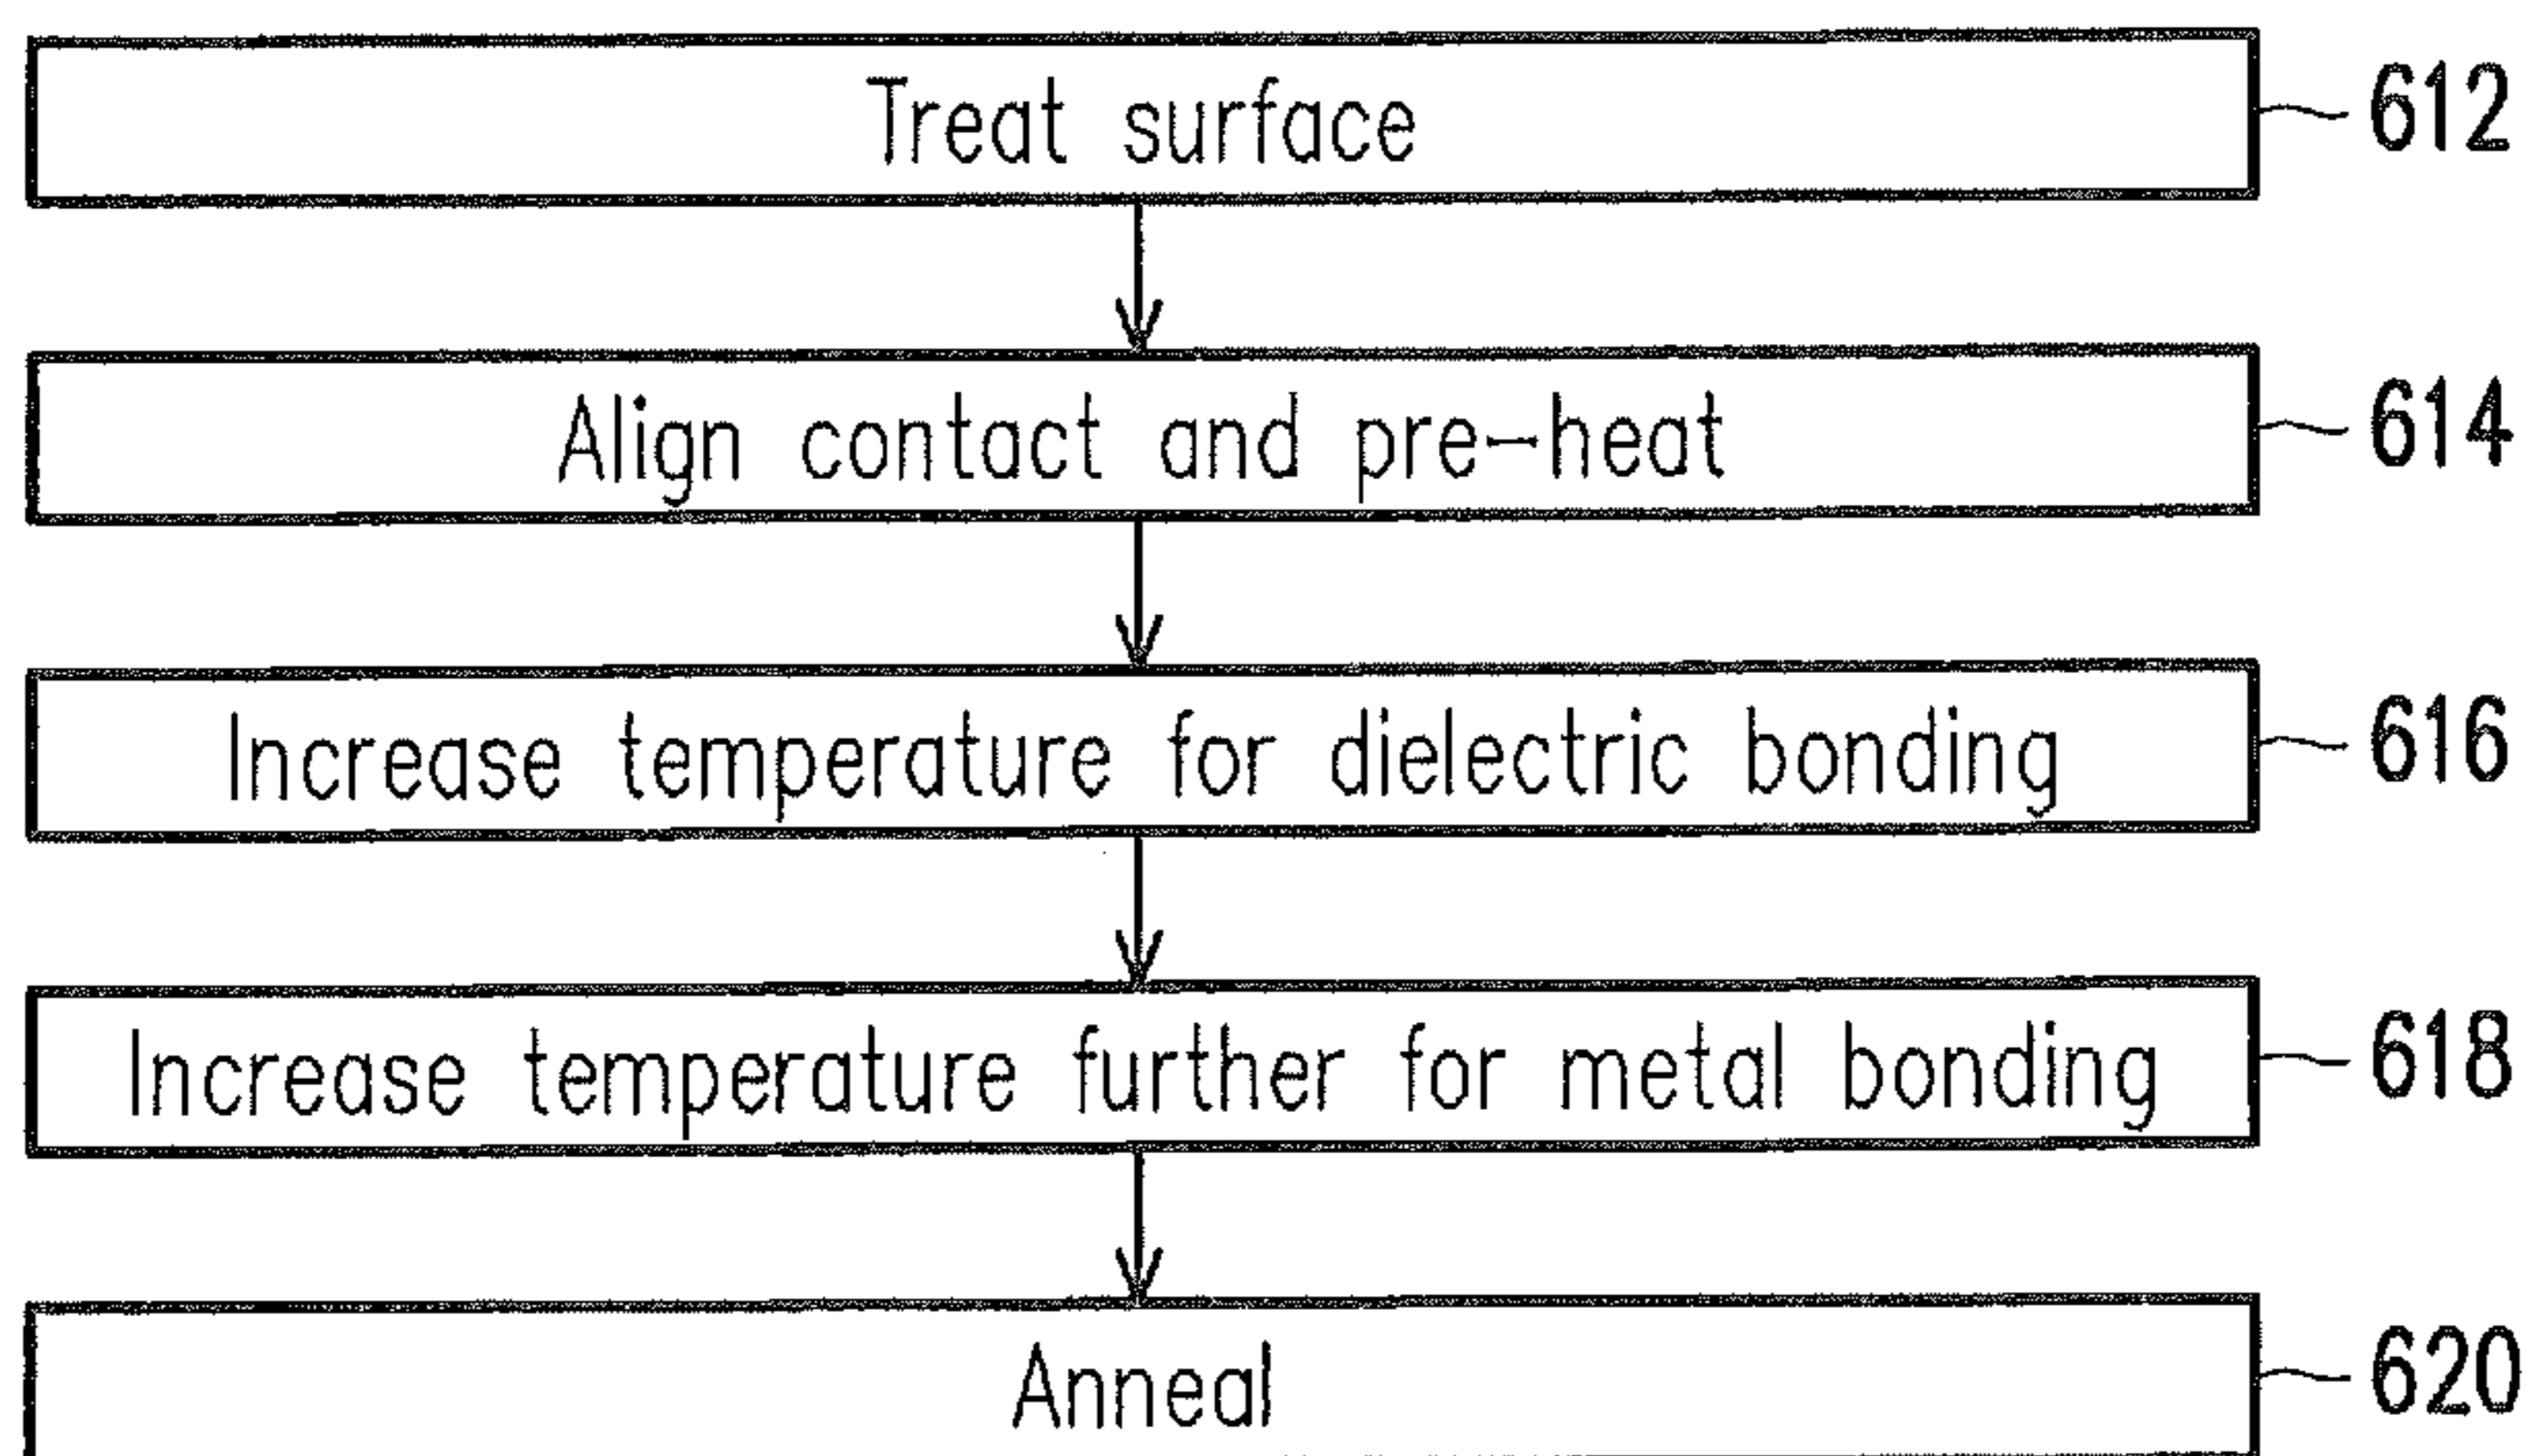 Treat surface 612
Align contact and pre-heat 614
Increase temperature for dielectric bonding 616
Increase temperature further for metal bonding 618
Anneal 620